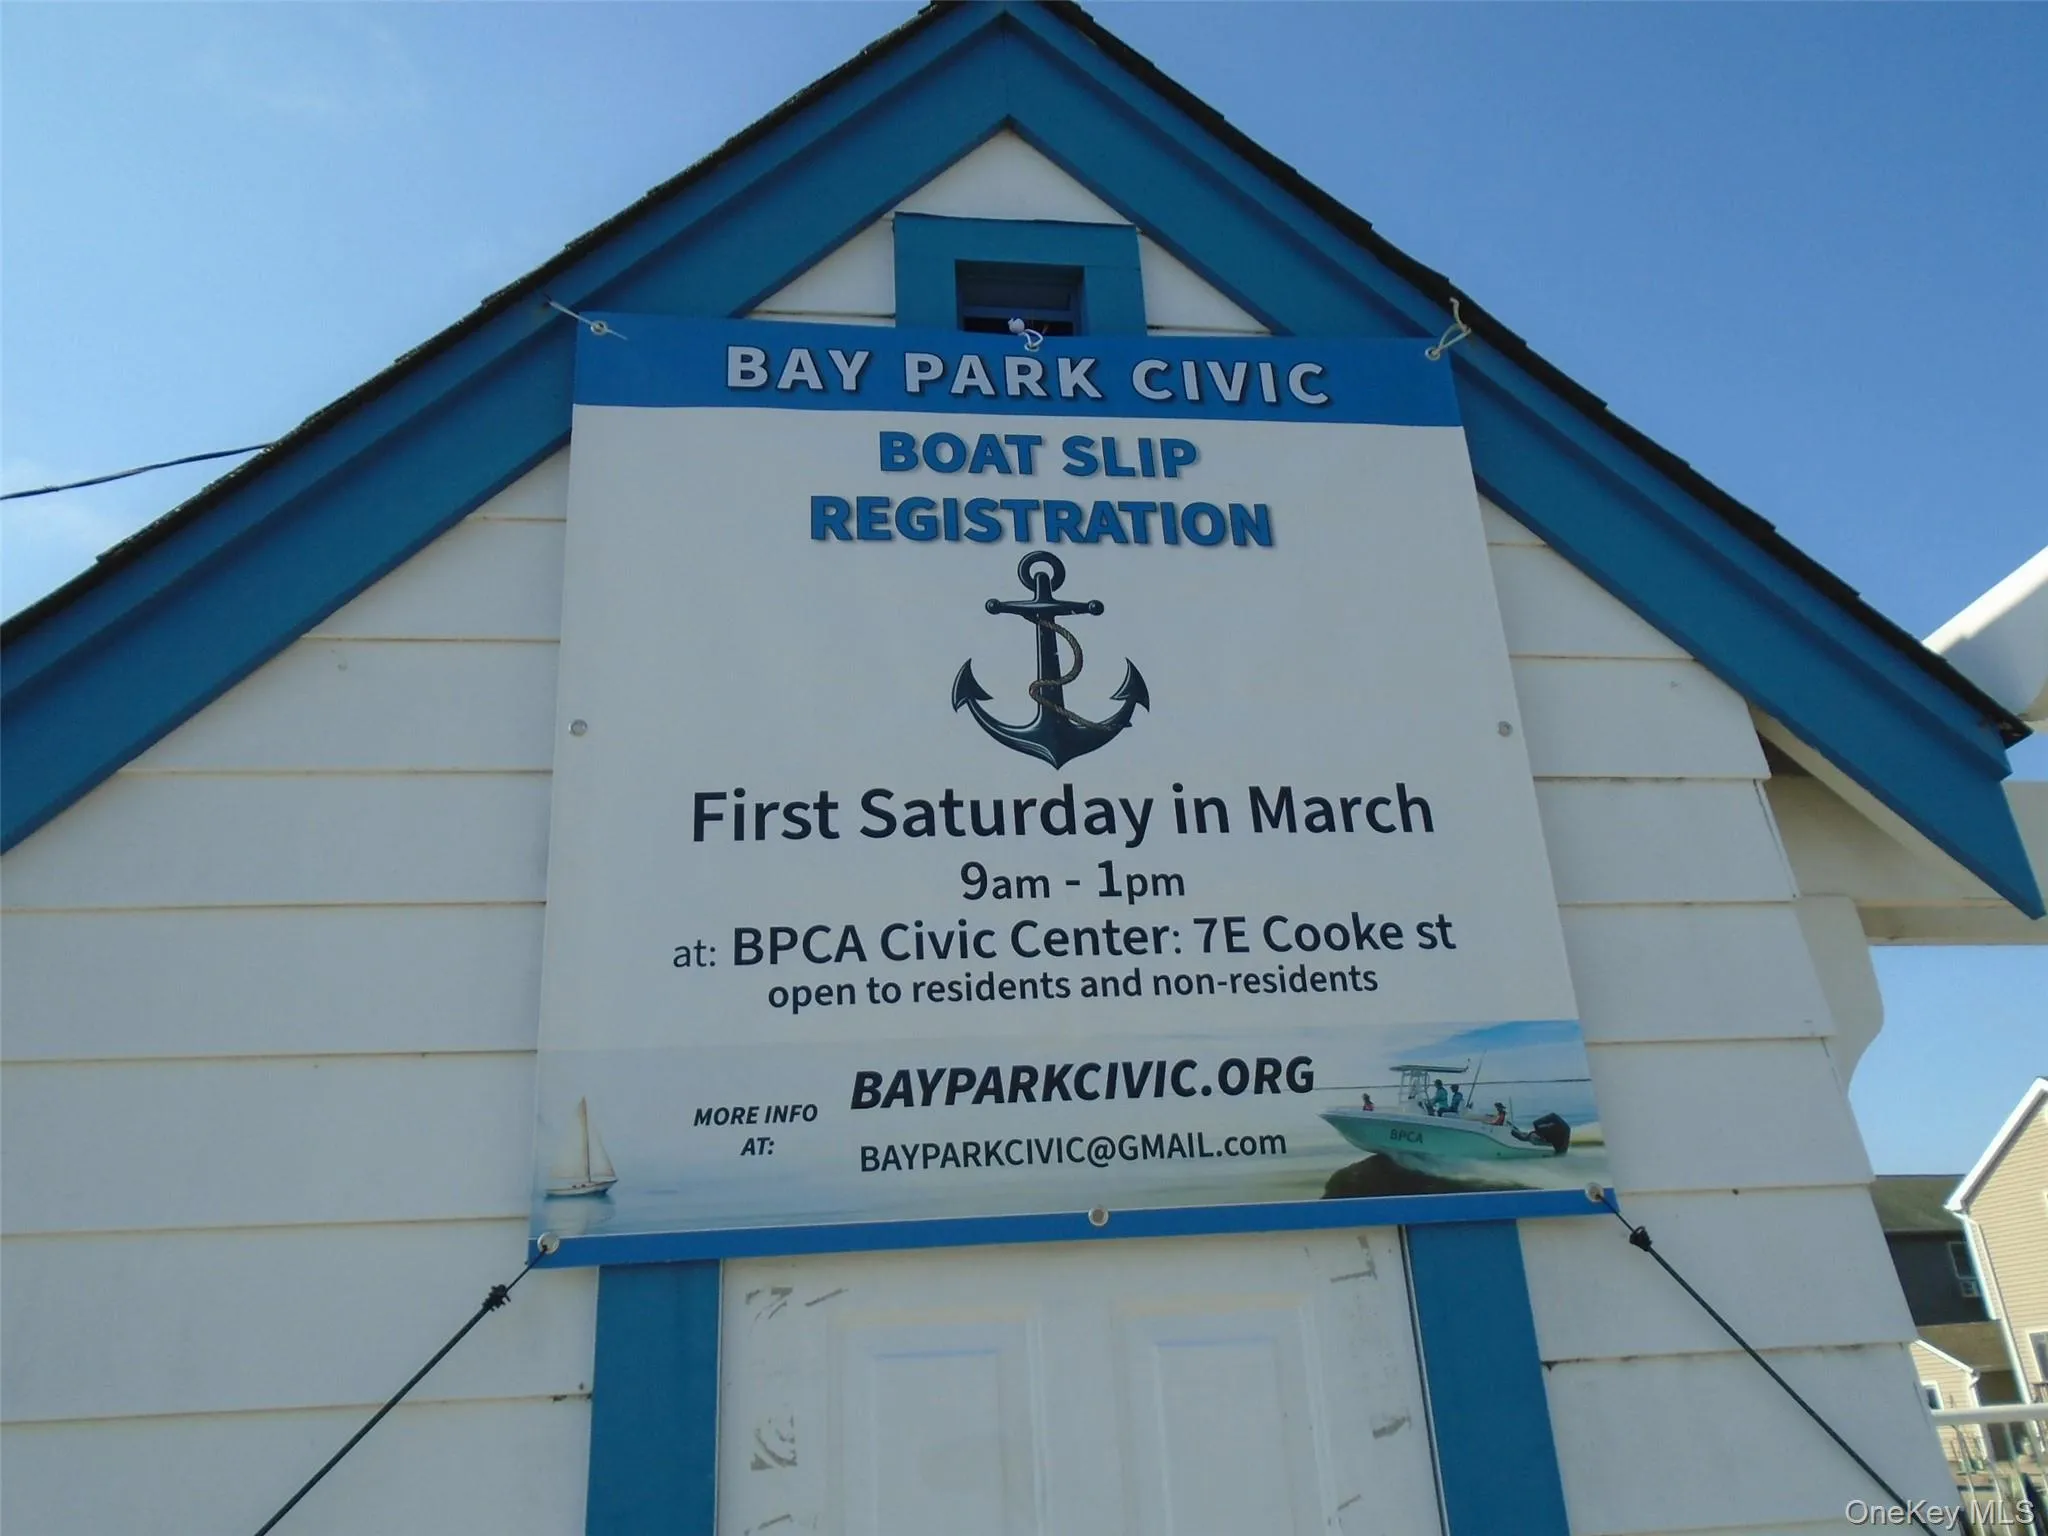 BAY PARK CIVIC
BOAT SLIP
REGISTRATION
First Saturday in March
9am - 1pm
at: BPCA Civic Center: 7E Cooke st
open to residents and non-residents
MORE INFO
AT:
BAYPARKCIVIC.ORG
BAYPARKCIVIC@GMAIL.com
BPCA
OneKey MLS